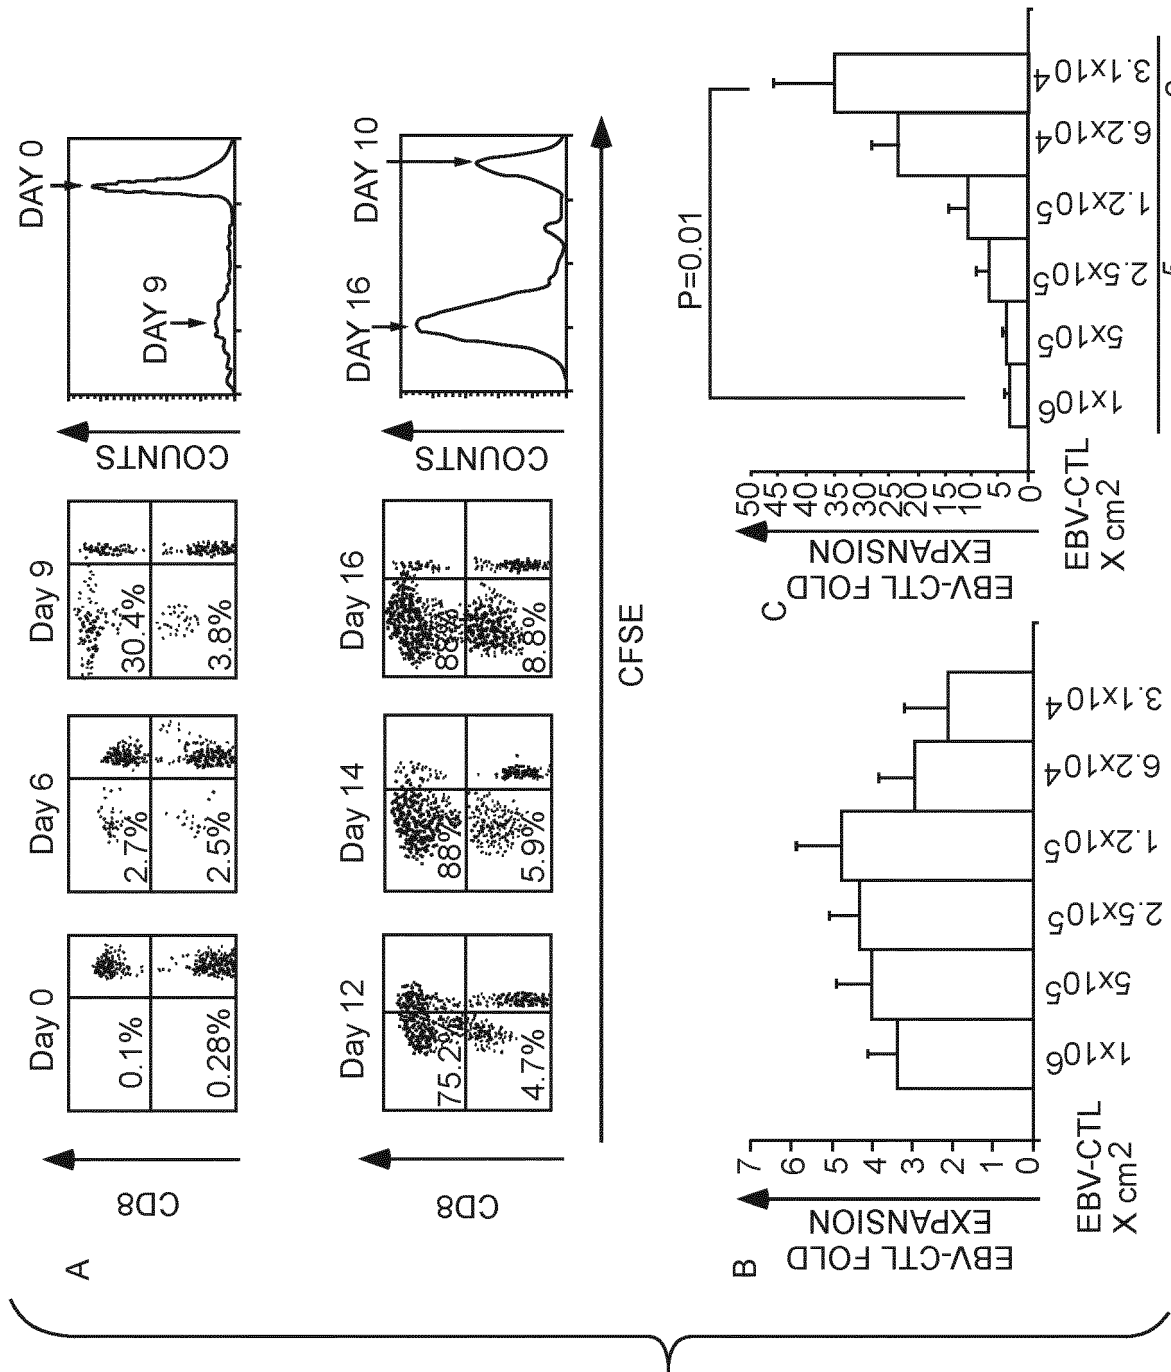 A
CD8
Day 0
0.1%
0.28%
Day 6
2.7%
2.5%
Day 9
30.4%
3.8%
COUNTS
DAY 9
DAY 0
CD8
Day 12
75.2%
4.7%
Day 14
88%
5.9%
Day 16
88%
8.8%
COUNTS
DAY 16
DAY 10
CFSE
B
EBV-CTL FOLD
EXPANSION
7
6
5
4
3
2
1
0
EBV-CTL
X cm2
1x106
5x105
2.5x105
1.2x105
6.2x104
3.1x104
C
EBV-CTL FOLD
EXPANSION
50
45
40
35
30
25
20
15
10
5
0
P=0.01
EBV-CTL
X cm2
1x106
5x105
2.5x105
1.2x105
6.2x104
3.1x104